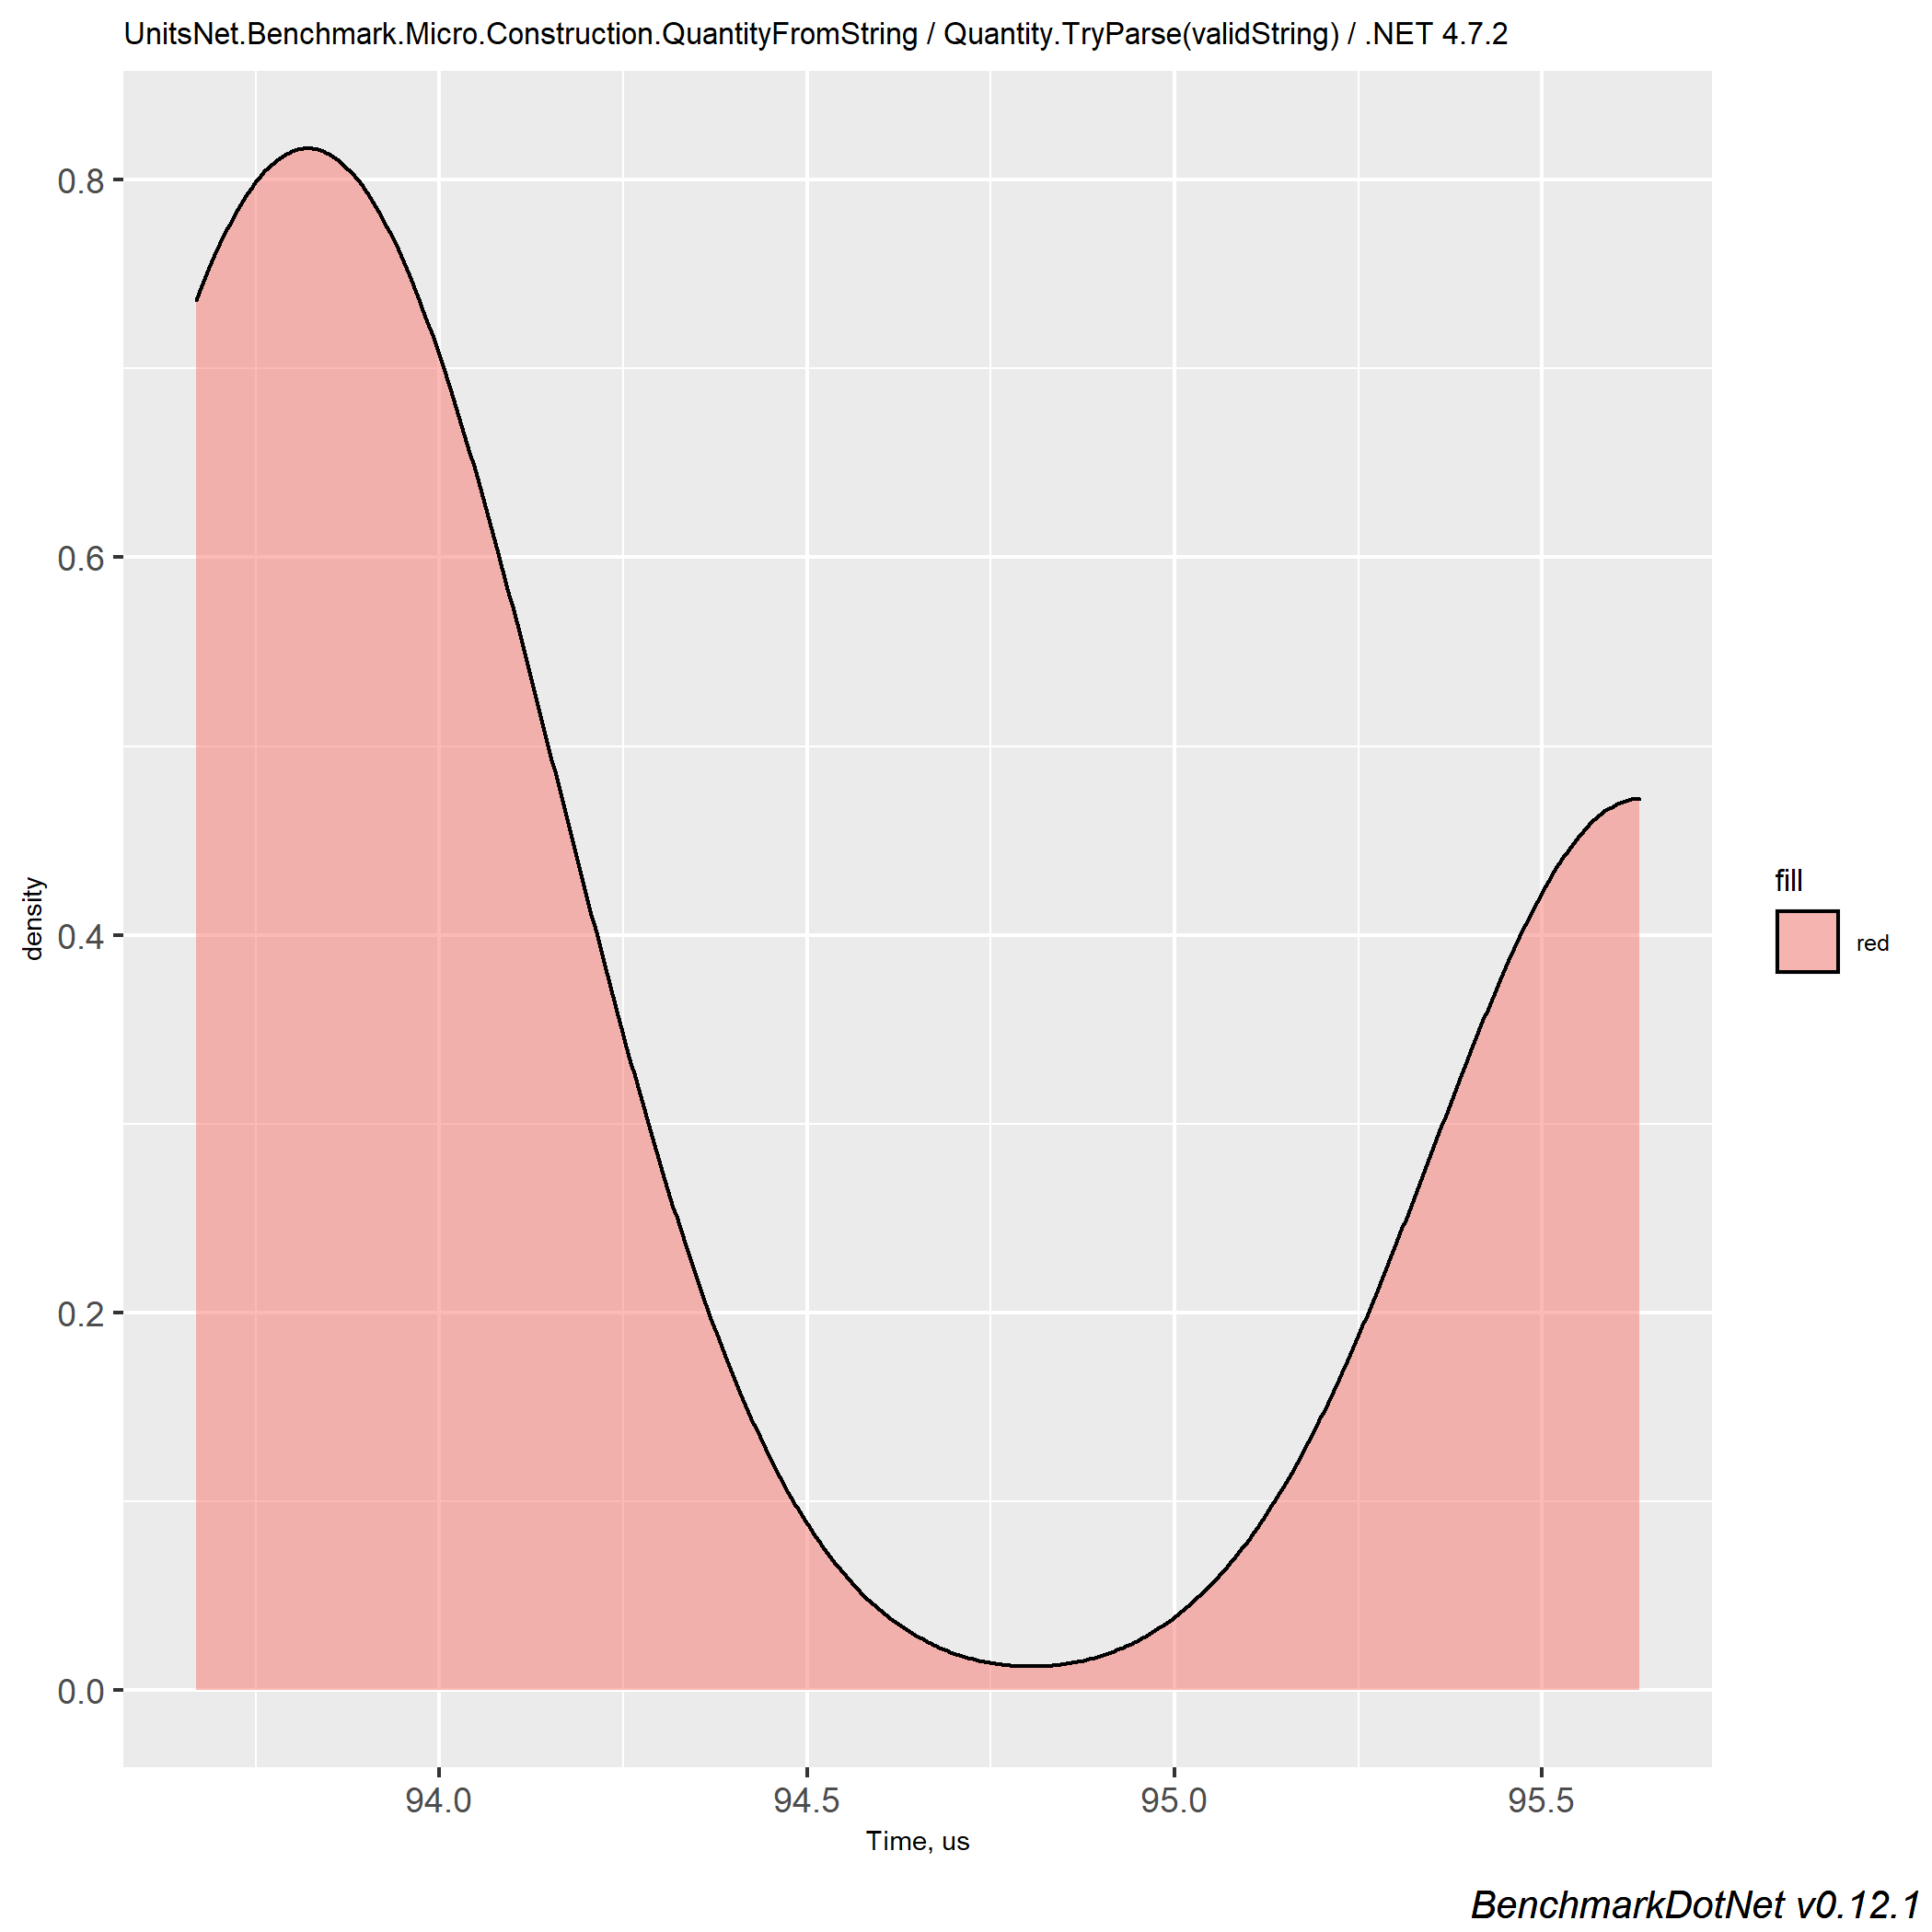 UnitsNet.Benchmark.Micro.Construction.QuantityFromString / Quantity.TryParse(validString) / .NET 4.7.2
0.8
0.6
0.4
0.2
0.0
density
94.0 94.5 95.0 95.5
Time, us
fill
red
BenchmarkDotNet v0.12.1